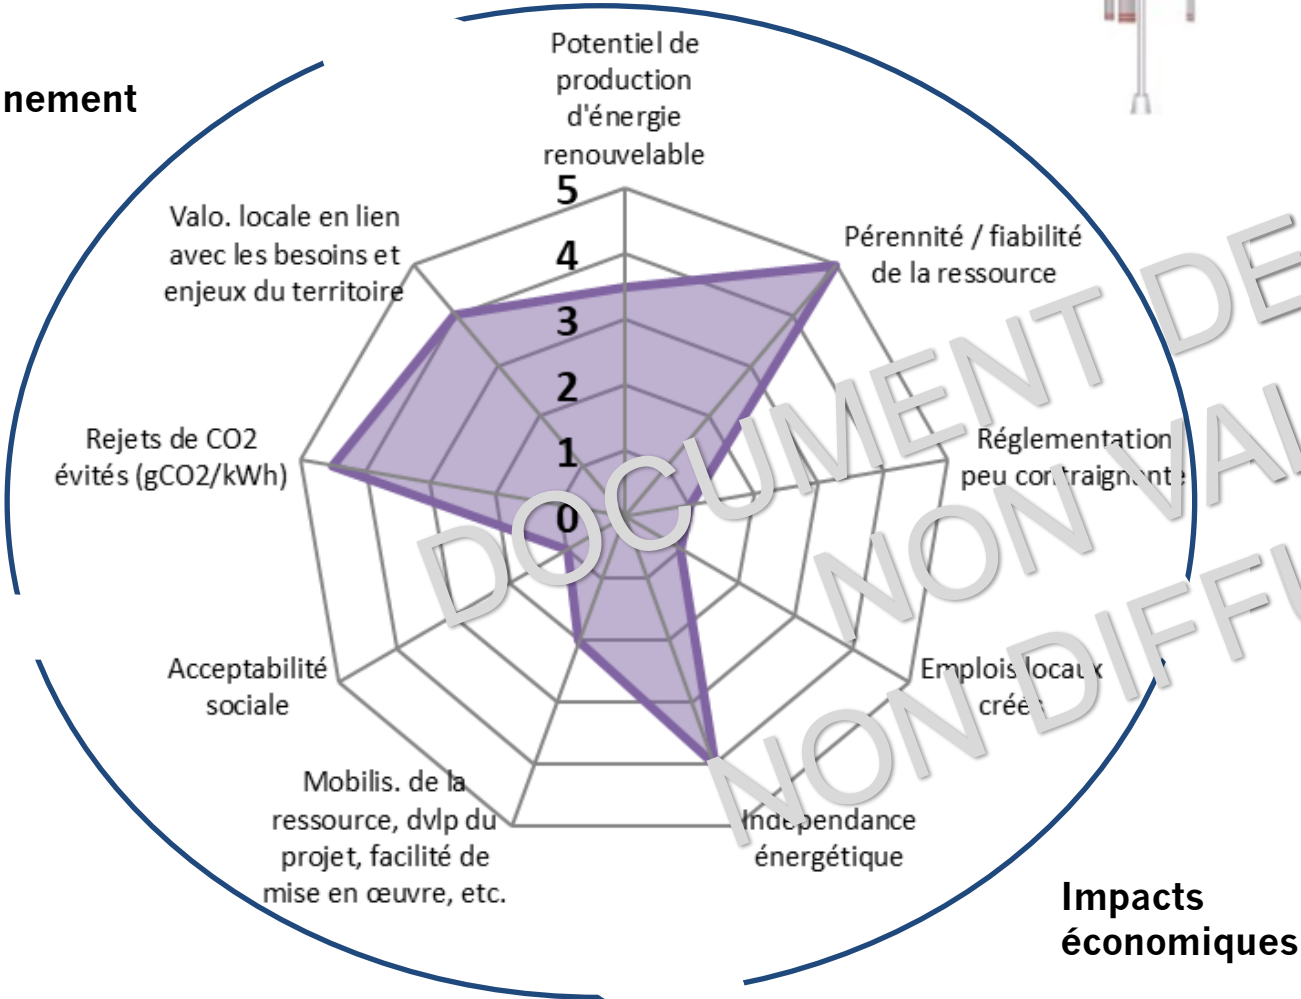 nement
Potentiel de
production
d'énergie
renouvelable
5
4
3
2
1
0
Pérennité / fiabilité
de la ressource
Réglementation
peu contraignante
Emplois locaux
créés
Indépendance
énergétique
Mobilis. de la
ressource, dvlp du
projet, facilité de
mise en œuvre, etc.
Acceptabilité
sociale
Rejets de CO2
évités (gCO2/kWh)
Valo. locale en lien
avec les besoins et
enjeux du territoire
Impacts
économiques
DOCUMENT DE
NON VAL
NON DIFFU